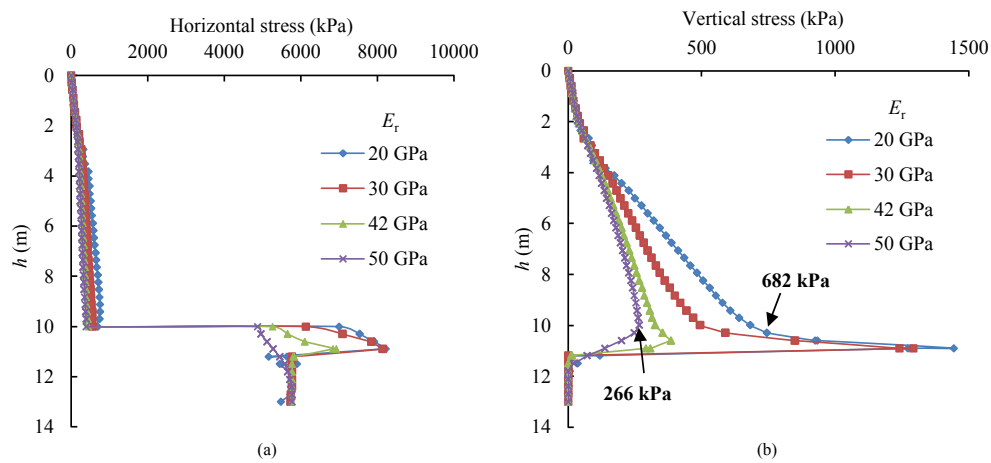 Horizontal stress (kPa)
0 2000 4000 6000 8000 10000
0
2
4
6
8
10
12
14
h (m)
Er
20 GPa
30 GPa
42 GPa
50 GPa
(a)
Vertical stress (kPa)
0 500 1000 1500
0
2
4
6
8
10
12
14
h (m)
Er
20 GPa
30 GPa
42 GPa
50 GPa
682 kPa
266 kPa
(b)